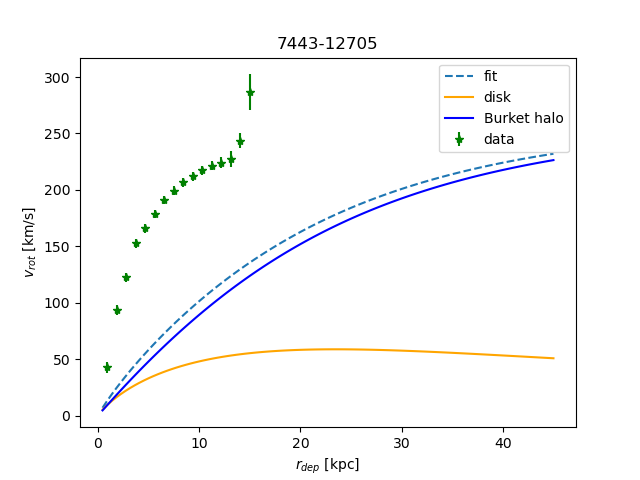 7443-12705
fit
disk
Burket halo
data
300
250
200
150
100
50
0
v_rot [km/s]
0 10 20 30 40
r_dep [kpc]